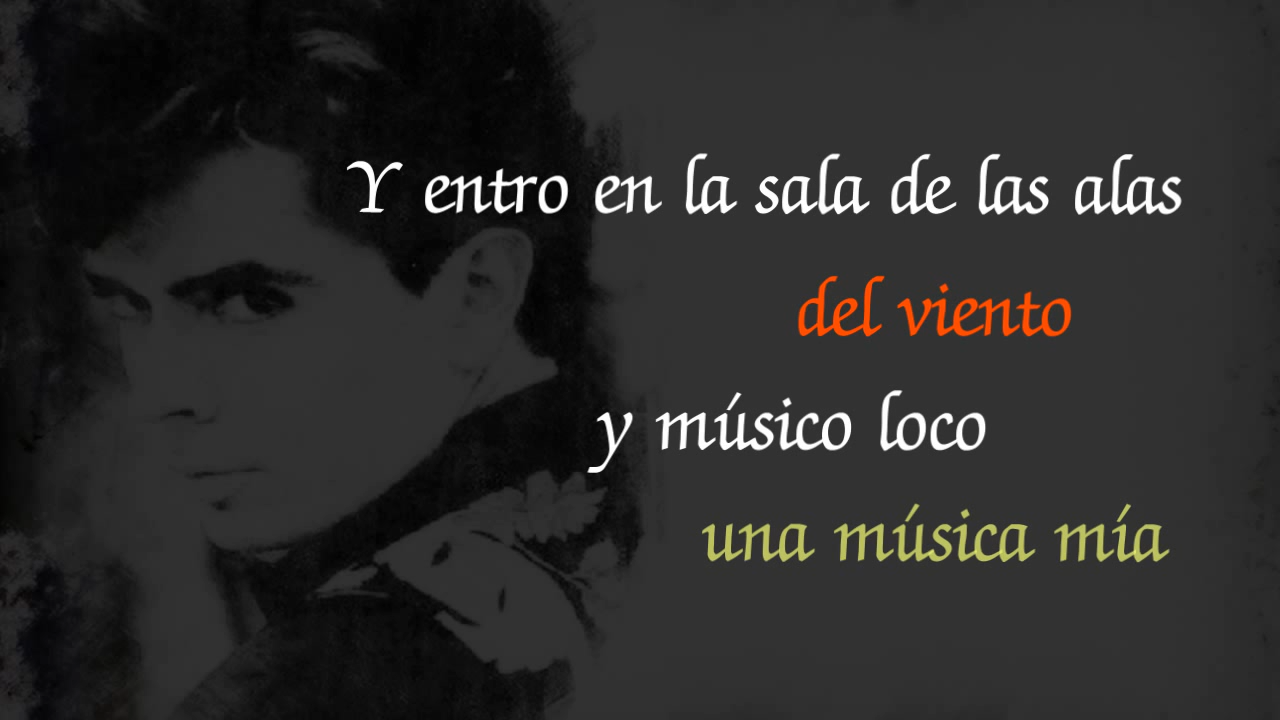 Y entro en la sala de las alas
del viento
y músico loco
una música mía